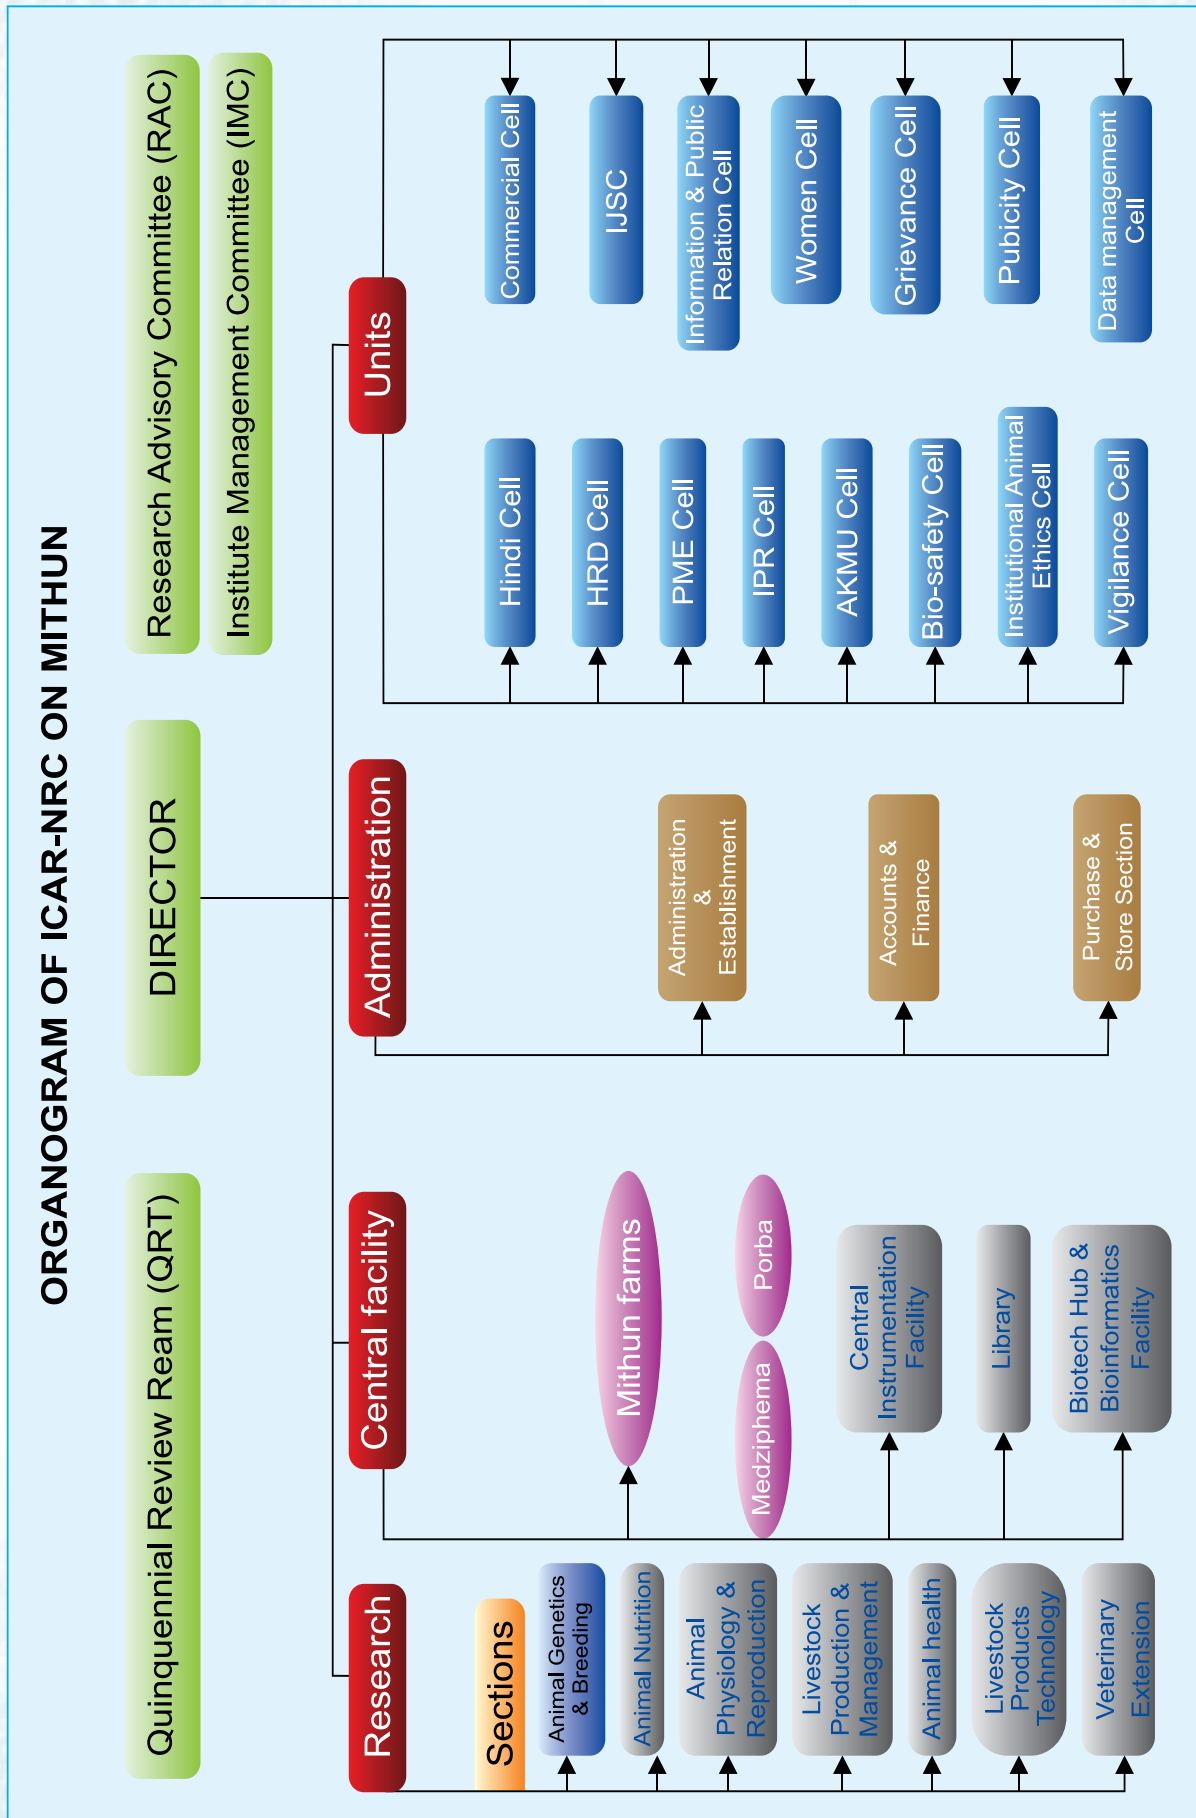 ORGANOGRAM OF ICAR-NRC ON MITHUN
Quinquennial Review Ream (QRT)
DIRECTOR
Research Advisory Committee (RAC)
Institute Management Committee (IMC)
Research
Central facility
Administration
Units
Sections
Animal Genetics
& Breeding
Animal Nutrition
Animal
Physiology &
Reproduction
Livestock
Production &
Management
Animal health
Livestock
Products
Technology
Veterinary
Extension
Mithun farms
Medziphema
Porba
Central
Instrumentation
Facility
Library
Biotech Hub &
Bioinformatics
Facility
Administration
&
Establishment
Accounts &
Finance
Purchase &
Store Section
Hindi Cell
HRD Cell
PME Cell
IPR Cell
AKMU Cell
Bio-safety Cell
Institutional Animal
Ethics Cell
Vigilance Cell
Commercial Cell
IJSC
Information & Public
Relation Cell
Women Cell
Grievance Cell
Pubicity Cell
Data management
Cell